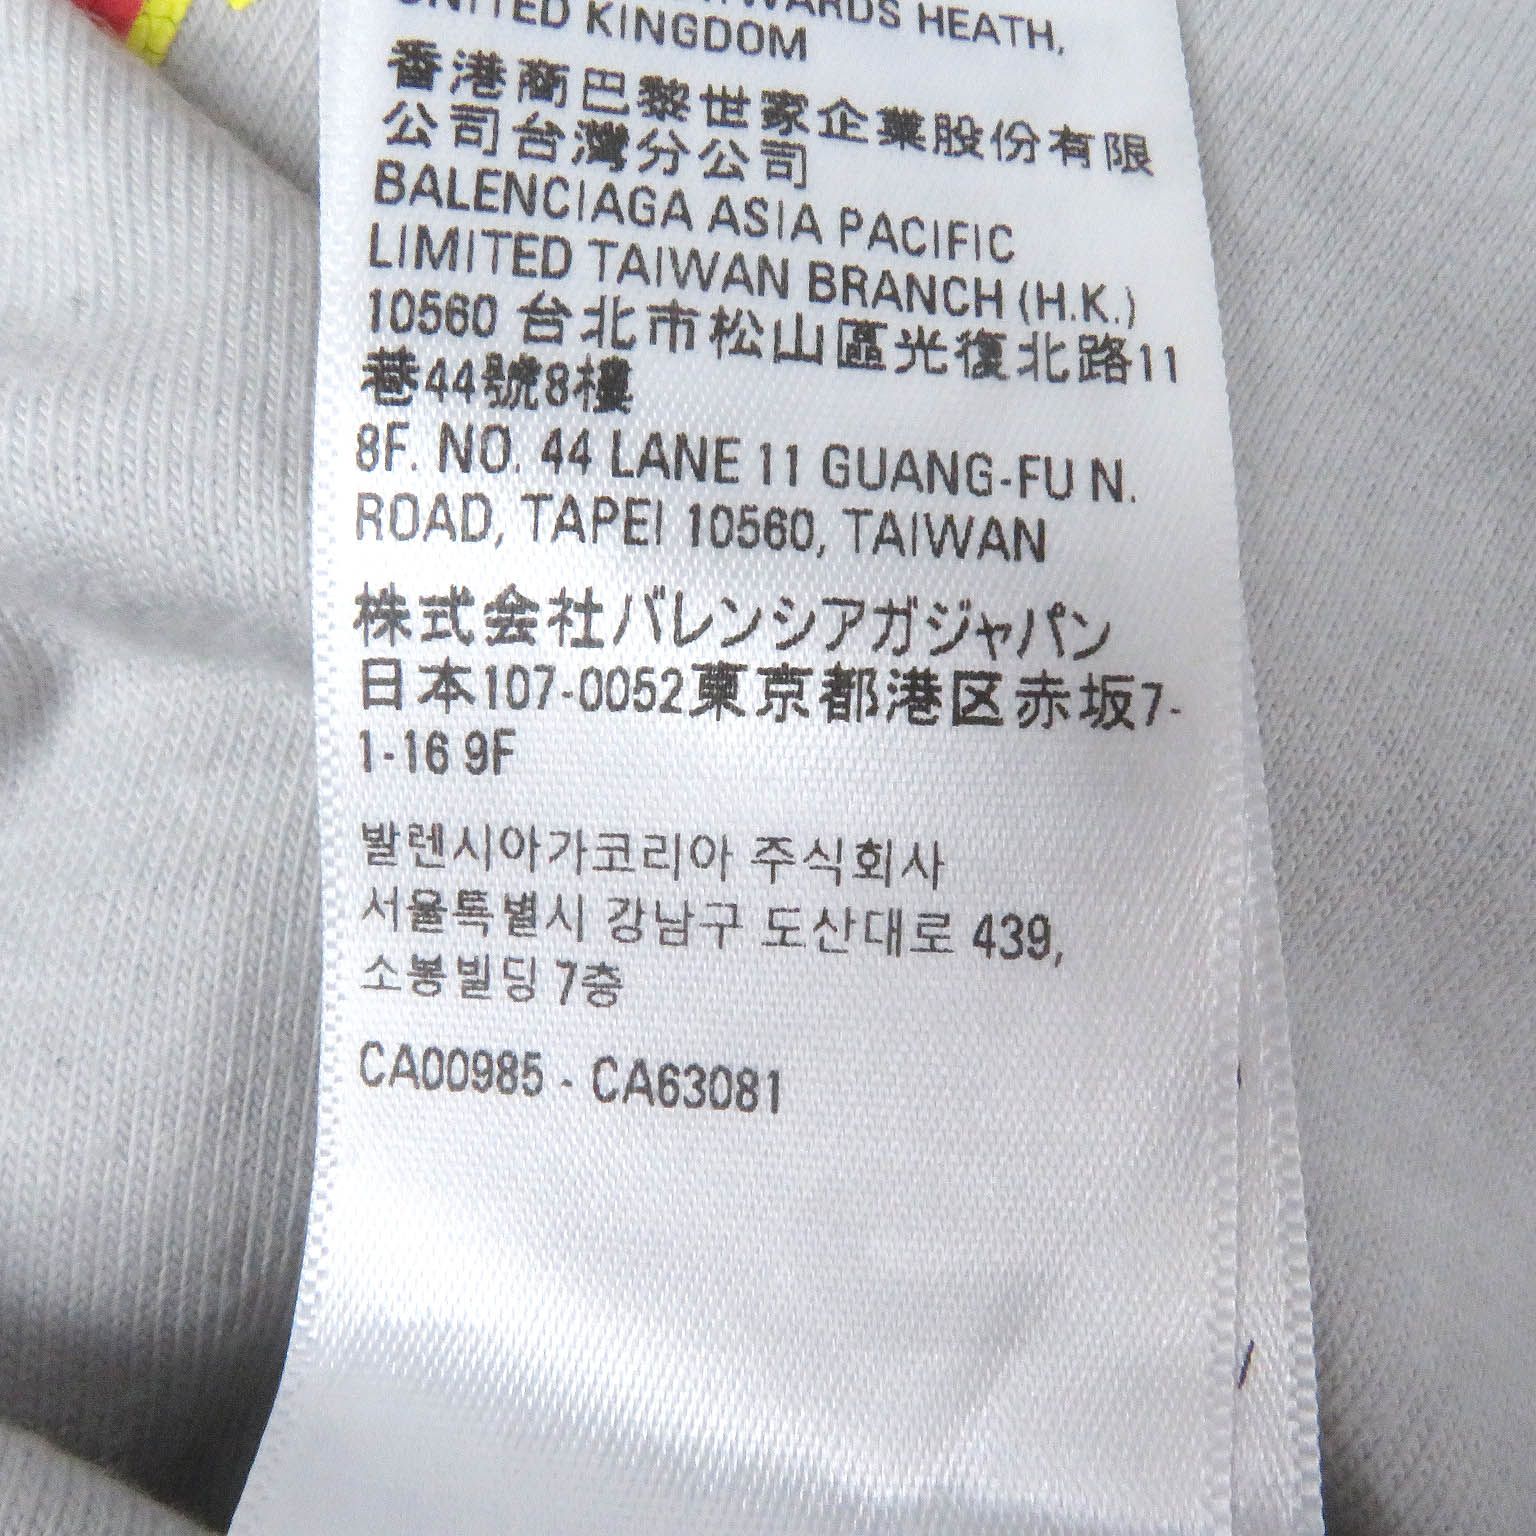 WARDS HEATH,
UNITED KINGDOM
香港商巴黎世家企業股份有限
公司台灣分公司
BALENCIAGA ASIA PACIFIC
LIMITED TAIWAN BRANCH (H.K.)
10560 台北市松山區光復北路11
巷44號8樓
8F. NO. 44 LANE 11 GUANG-FU N.
ROAD, TAPEI 10560, TAIWAN
株式会社バレンシアガジャパン
日本107-0052東京都港区赤坂7-
1-16 9F
발렌시아가코리아 주식회사
서울특별시 강남구 도산대로 439,
소봉빌딩 7층
CA00985 - CA63081